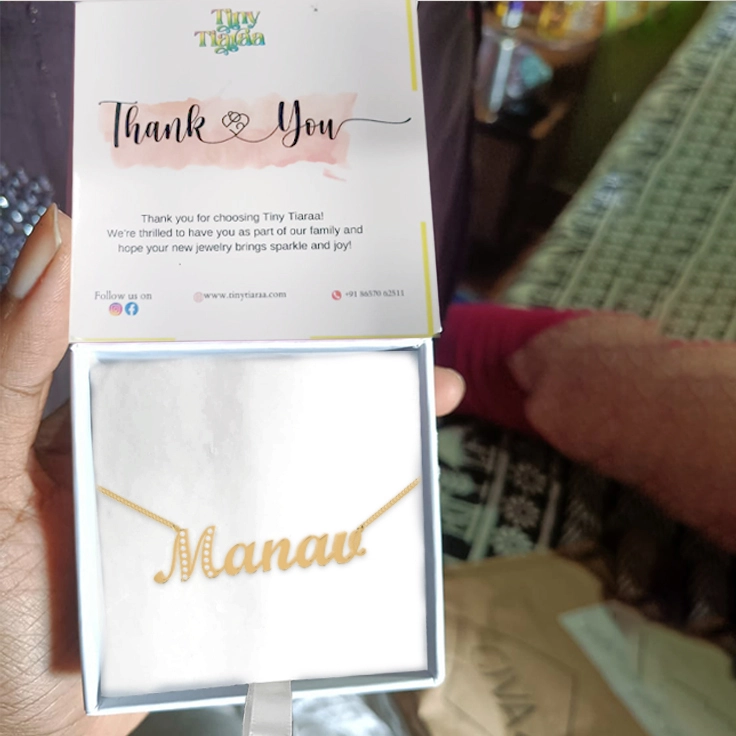 Tiny
Tiaraa
Thank You
Thank you for choosing Tiny Tiaraa!
We're thrilled to have you as part of our family and
hope your new jewelry brings sparkle and joy!
Follow us on
www.tinytiaraa.com
+91 86570 62511
Manav